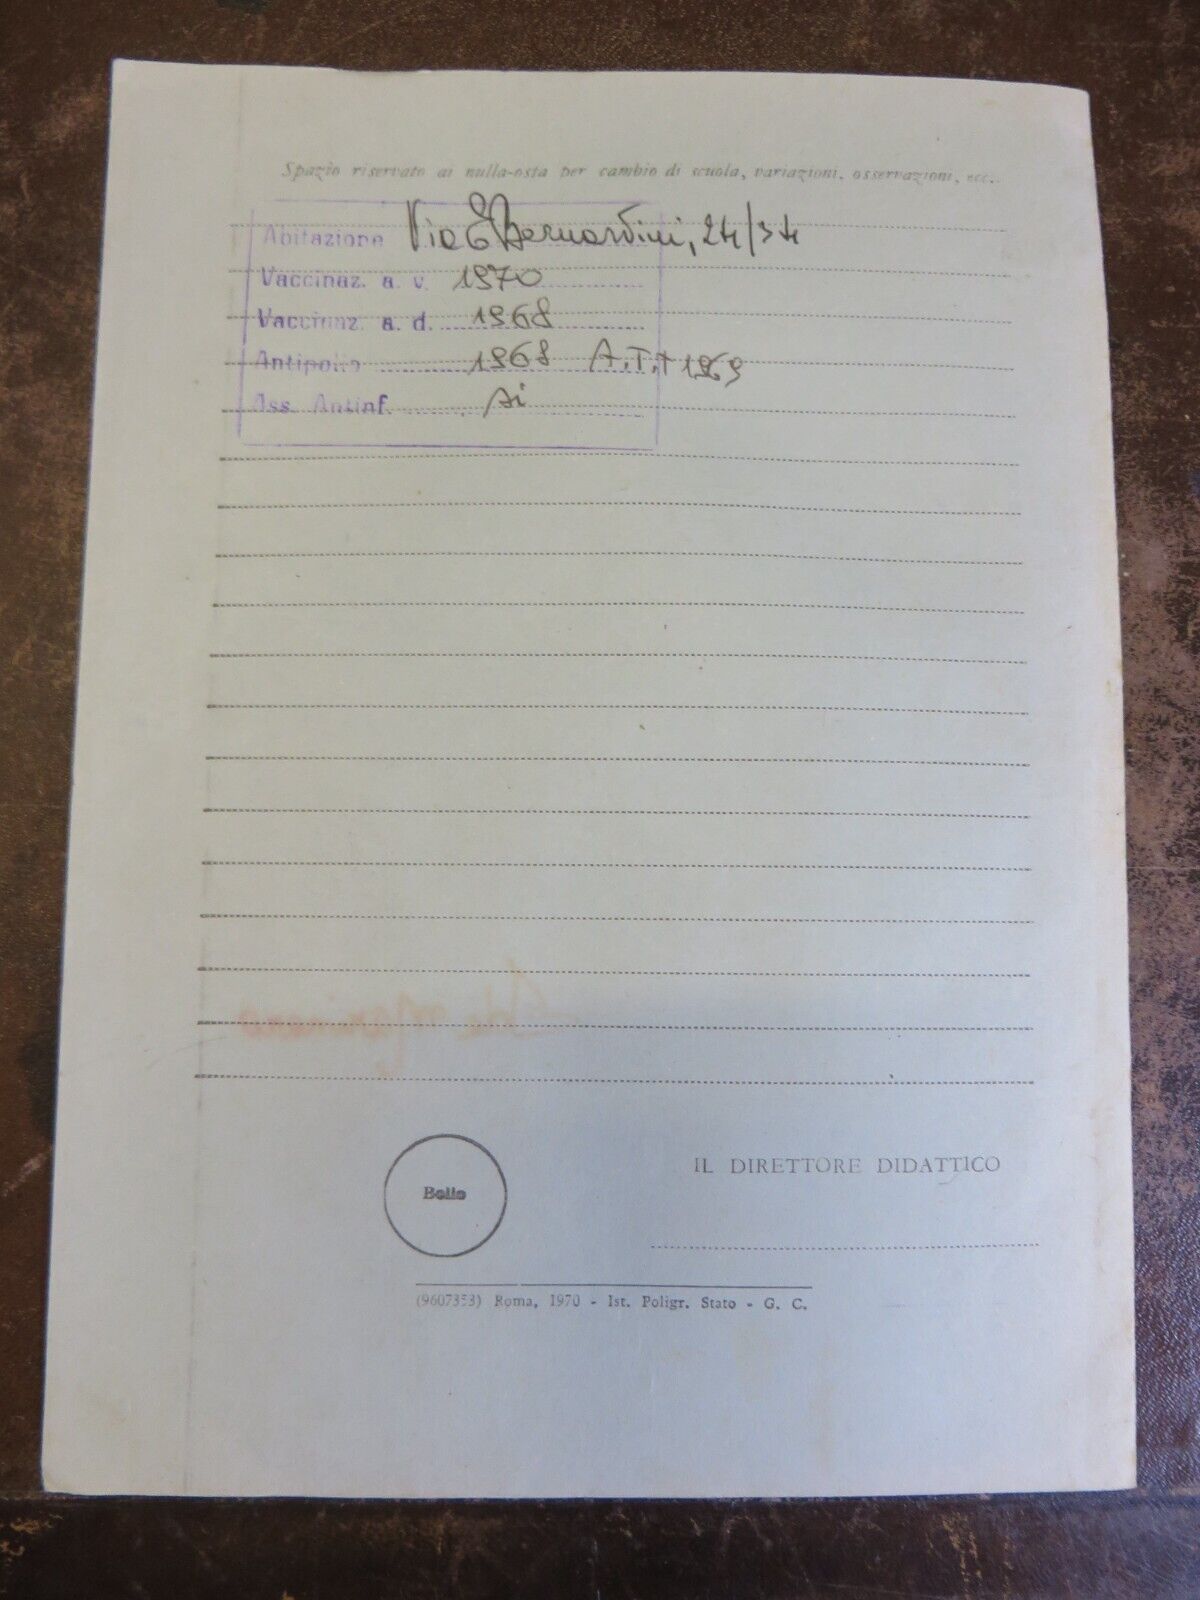 Spazio riservato ai nulla-osta per cambio di scuola, variazioni, osservazioni, ecc.
Abitazione Via E Bernardini, 24/34
Vaccinaz. a. v. 1970
Vaccinaz. a. d. 1968
Antipolio 1968 A.T.T 1969
Ass. Antinf. si
Bollo
IL DIRETTORE DIDATTICO
(9607353) Roma, 1970 - Ist. Poligr. Stato - G. C.